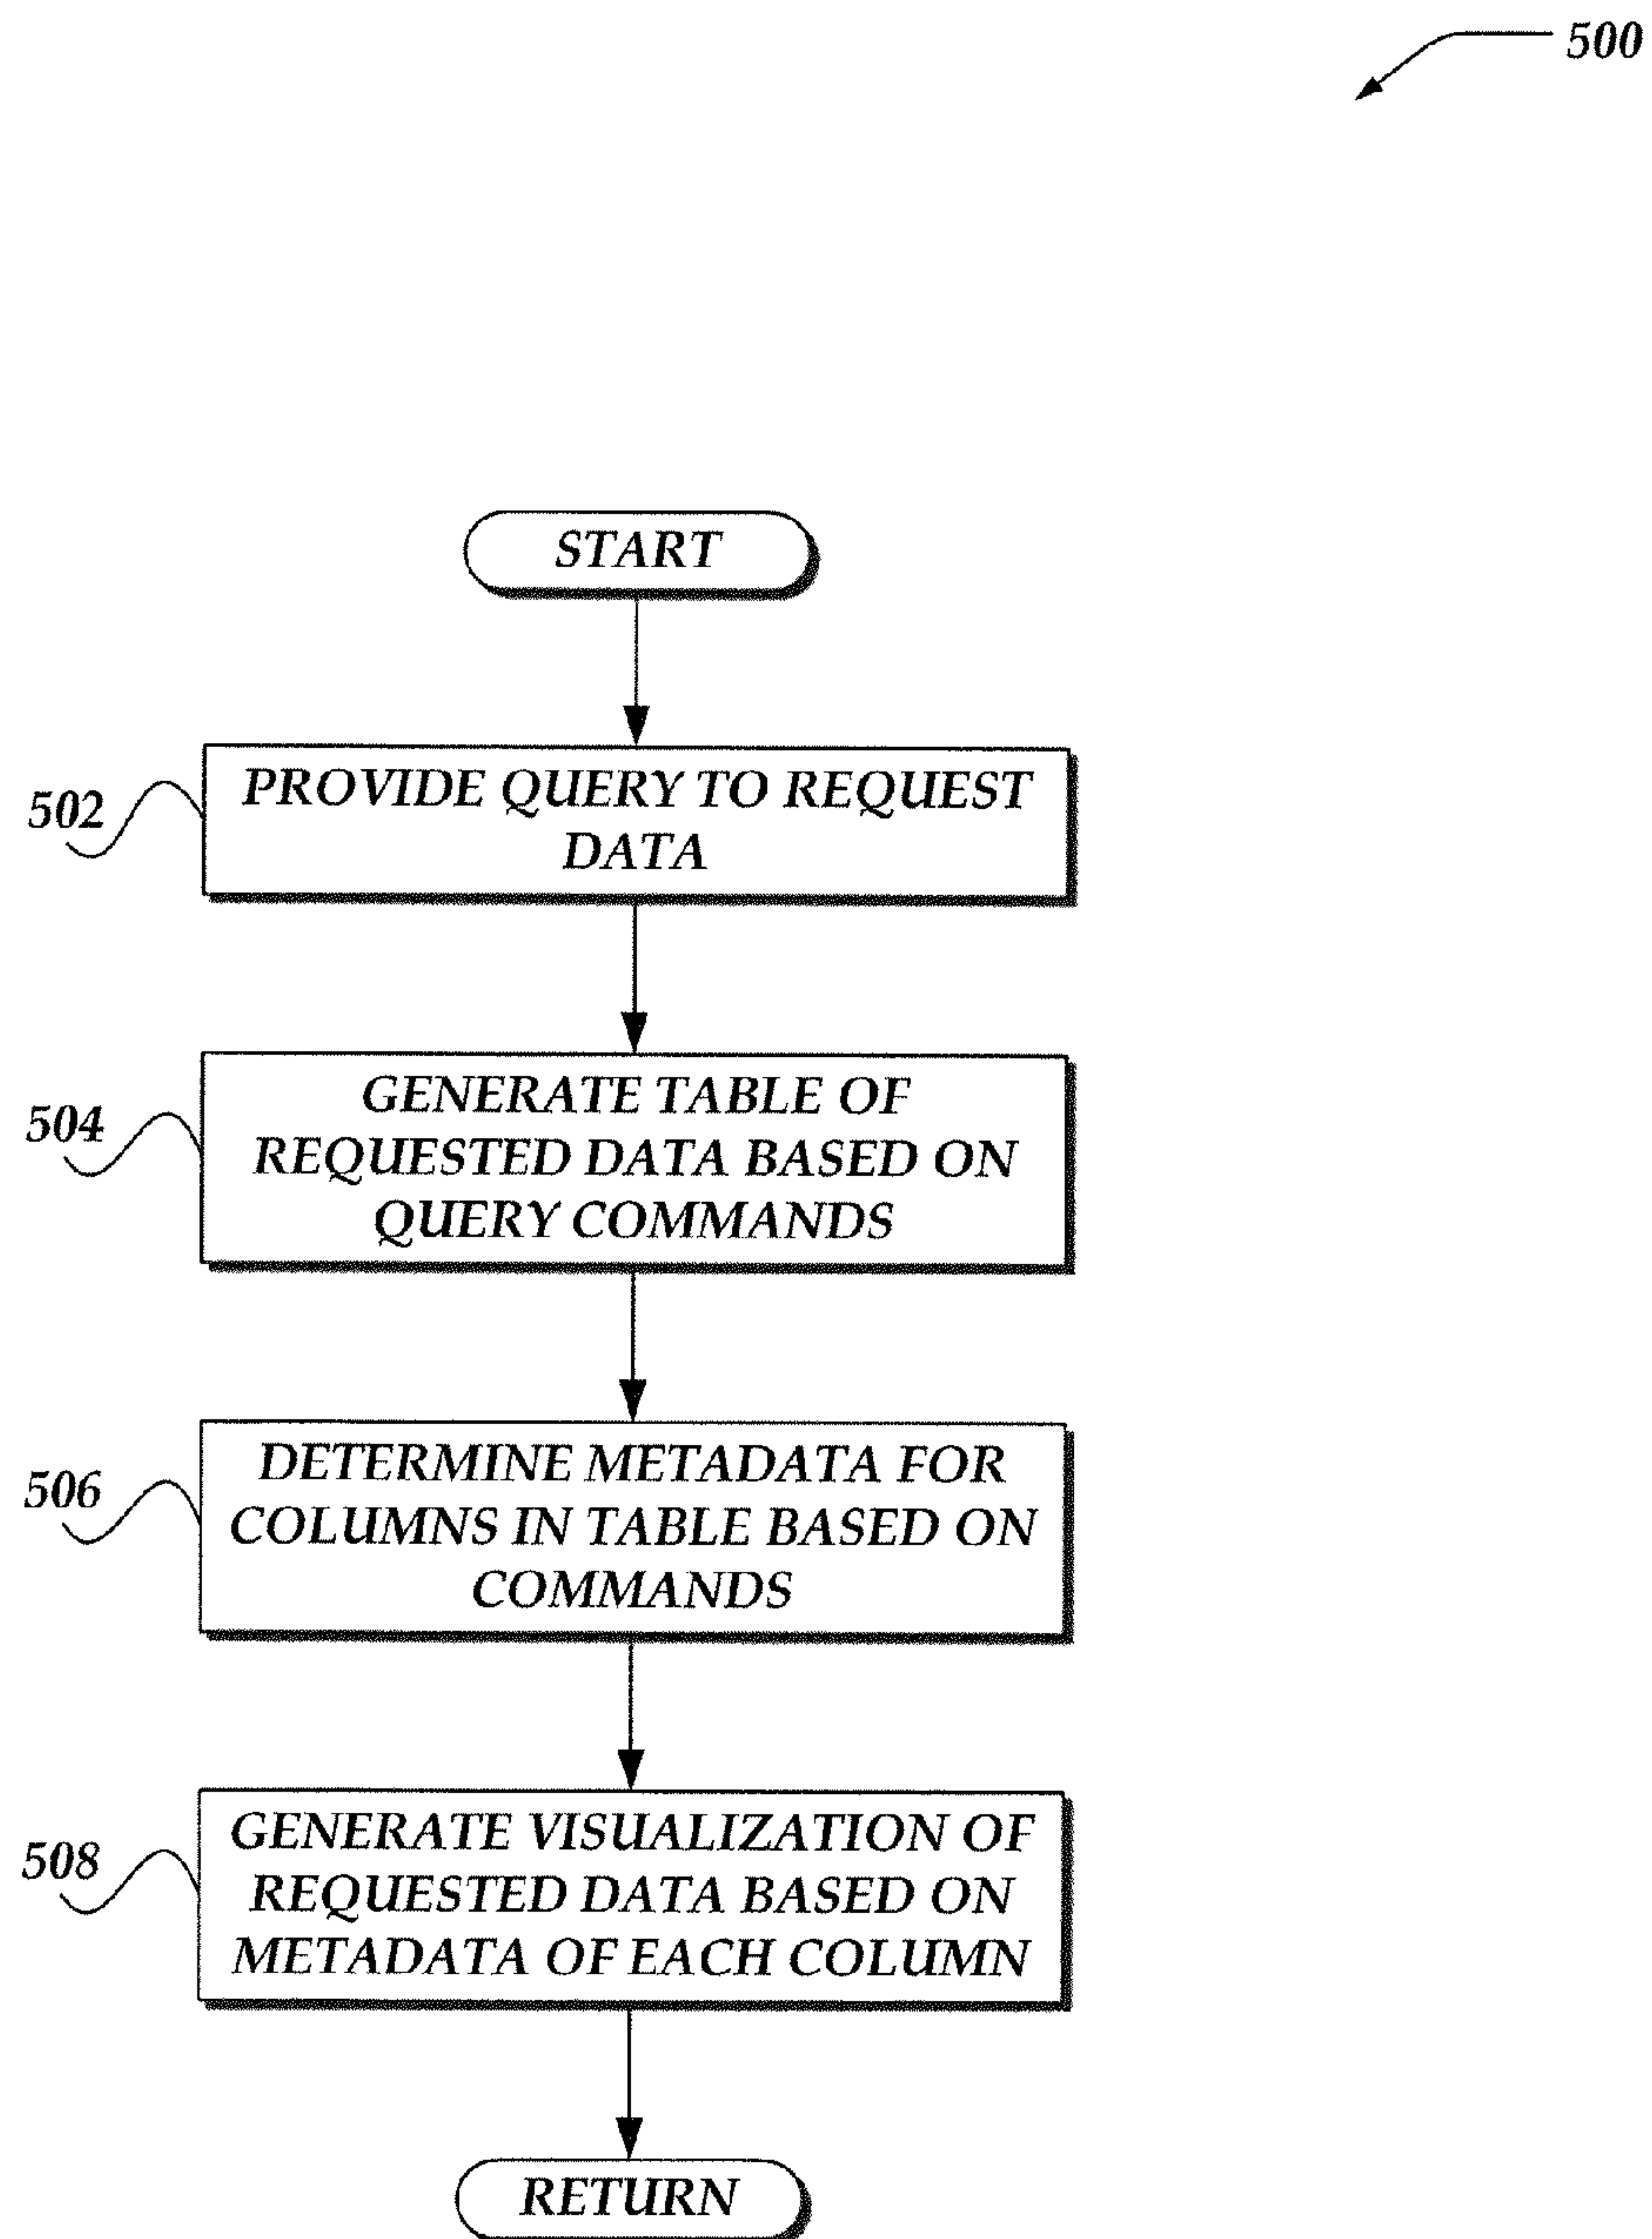 500
START
502
PROVIDE QUERY TO REQUEST
DATA
504
GENERATE TABLE OF
REQUESTED DATA BASED ON
QUERY COMMANDS
506
DETERMINE METADATA FOR
COLUMNS IN TABLE BASED ON
COMMANDS
508
GENERATE VISUALIZATION OF
REQUESTED DATA BASED ON
METADATA OF EACH COLUMN
RETURN